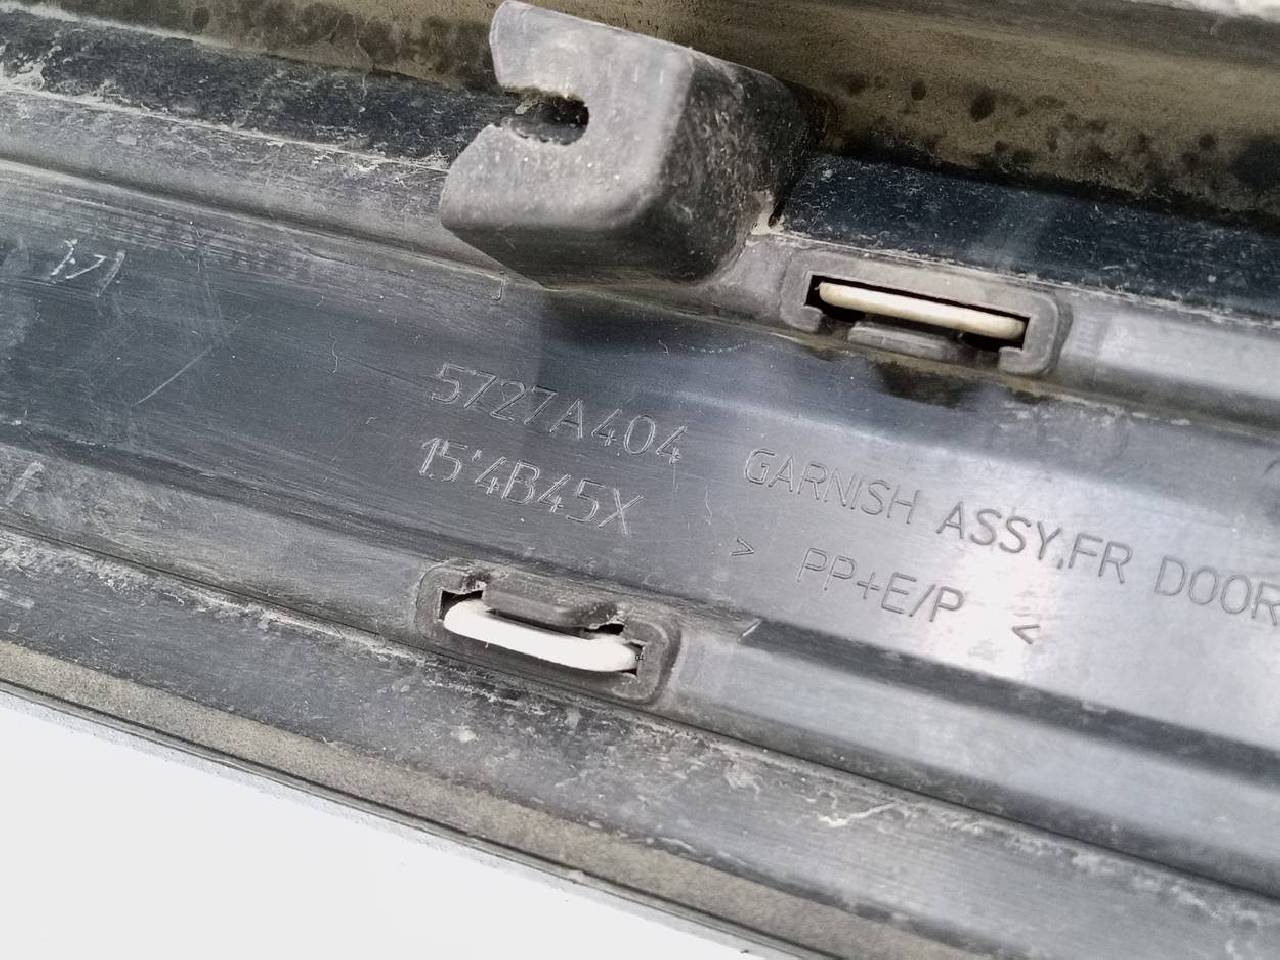 5727A404
15'4B45X
GARNISH ASSY,FR DOOR
> PP+E/P <